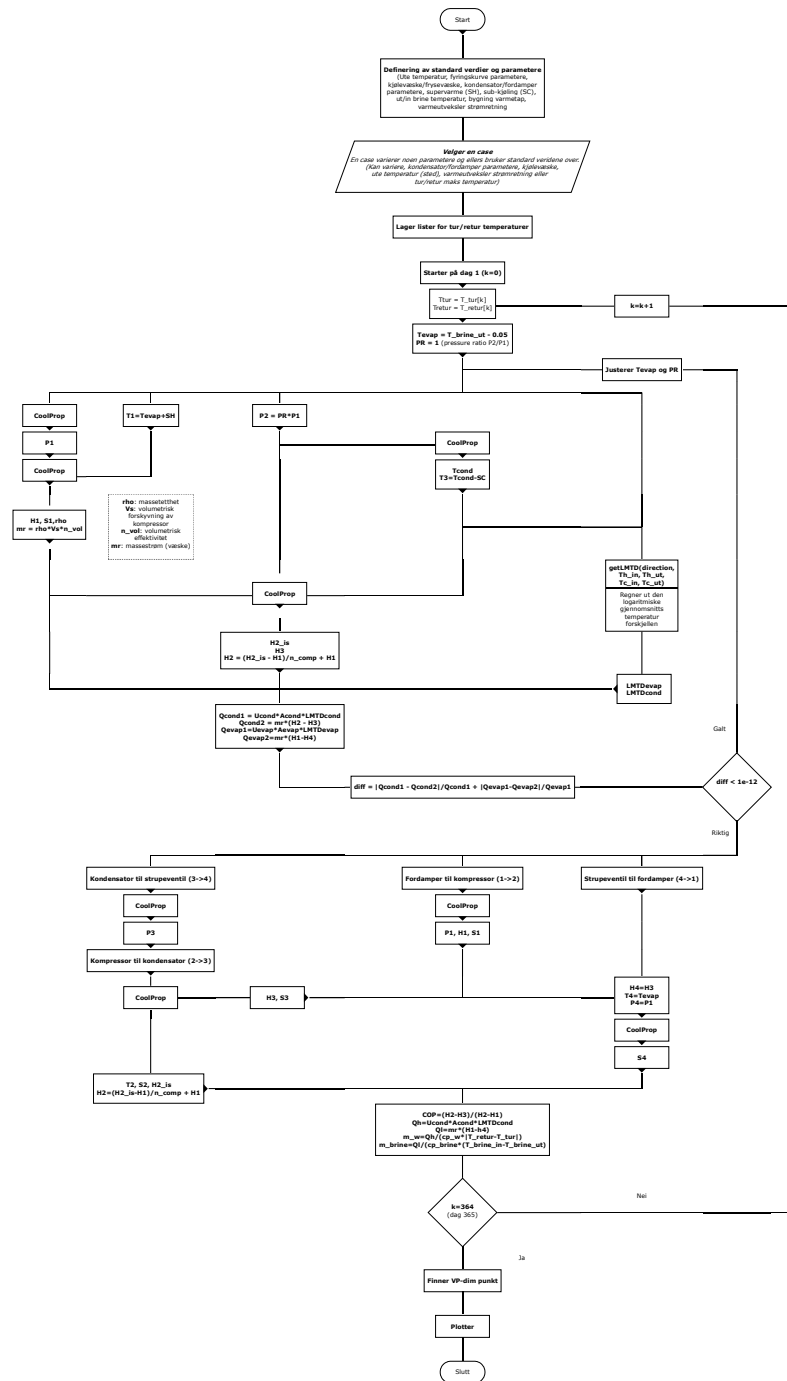 Start
Definering av standard verdier og parametere
(Ute temperatur, fyringskurve parametere,
kjølevæske/frysevæske, kondensator/fordamper
parametere, supervarme (SH), sub-kjøling (SC),
ut/in brine temperatur, bygning varmetap,
varmeutveksler strømretning
Velger en case
En case varierer noen parametere og ellers bruker standard veridene over.
(Kan variere, kondensator/fordamper parametere, kjølevæske,
ute temperatur (sted), varmeutveksler strømretning eller
tur/retur maks temperatur)
Lager lister for tur/retur temperaturer
Starter på dag 1 (k=0)
Ttur = T_tur[k]
Tretur = T_retur[k]
k=k+1
Tevap = T_brine_ut - 0.05
PR = 1 (pressure ratio P2/P1)
Justerer Tevap og PR
CoolProp
T1=Tevap+SH
P2 = PR*P1
P1
CoolProp
CoolProp
Tcond
T3=Tcond-SC
H1, S1,rho
mr = rho*Vs*n_vol
rho: massetetthet
Vs: volumetrisk
forskyvning av
kompressor
n_vol: volumetrisk
effektivitet
mr: massestrøm (væske)
getLMTD(direction,
Th_in, Th_ut,
Tc_in, Tc_ut)
Regner ut den
logaritmiske
gjennomsnitts
temperatur
forskjellen
CoolProp
H2_is
H3
H2 = (H2_is - H1)/n_comp + H1
LMTDevap
LMTDcond
Qcond1 = Ucond*Acond*LMTDcond
Qcond2 = mr*(H2 - H3)
Qevap1=Uevap*Aevap*LMTDevap
Qevap2=mr*(H1-H4)
Galt
diff = |Qcond1 - Qcond2|/Qcond1 + |Qevap1-Qevap2|/Qevap1
diff < 1e-12
Riktig
Kondensator til strupeventil (3->4)
Fordamper til kompressor (1->2)
Strupeventil til fordamper (4->1)
CoolProp
CoolProp
P3
P1, H1, S1
Kompressor til kondensator (2->3)
CoolProp
H3, S3
H4=H3
T4=Tevap
P4=P1
CoolProp
S4
T2, S2, H2_is
H2=(H2_is-H1)/n_comp + H1
COP=(H2-H3)/(H2-H1)
Qh=Ucond*Acond*LMTDcond
Ql=mr*(H1-h4)
m_w=Qh/(cp_w*|T_retur-T_tur|)
m_brine=Ql/(cp_brine*(T_brine_in-T_brine_ut)
k=364
(dag 365)
Nei
Ja
Finner VP-dim punkt
Plotter
Slutt